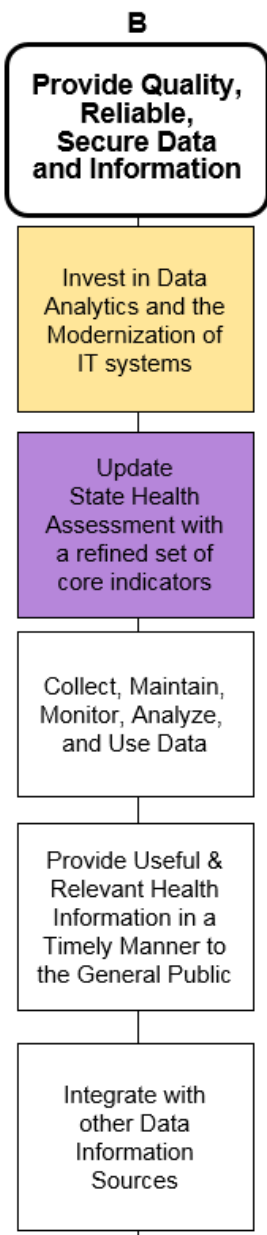 B
Provide Quality,
Reliable,
Secure Data
and Information
Invest in Data
Analytics and the
Modernization of
IT systems
Update
State Health
Assessment with
a refined set of
core indicators
Collect, Maintain,
Monitor, Analyze,
and Use Data
Provide Useful &
Relevant Health
Information in a
Timely Manner to
the General Public
Integrate with
other Data
Information
Sources